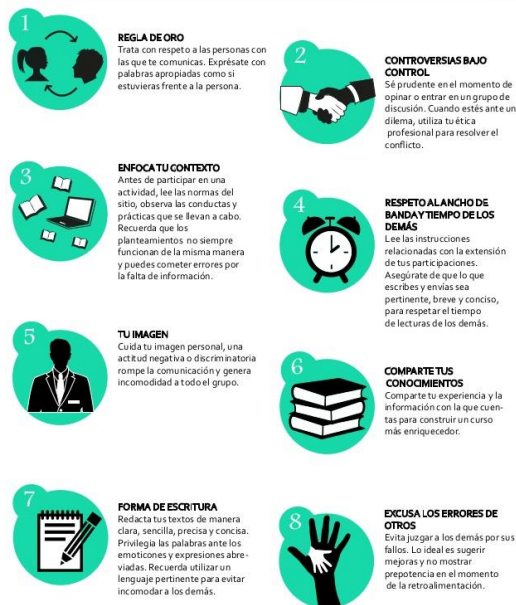 1
REGLA DE ORO
Trata con respeto a las personas con
las que te comunicas. Exprésate con
palabras apropiadas como si
estuvieras frente a la persona.
2
CONTROVERSIAS BAJO
CONTROL
Sé prudente en el momento de
opinar o entrar en un grupo de
discusión. Cuando estés ante un
dilema, utiliza tu ética
profesional para resolver el
conflicto.
3
ENFOCA TU CONTEXTO
Antes de participar en una
actividad, lee las normas del
sitio, observa las conductas y
prácticas que se llevan a cabo.
Recuerda que los
planteamientos no siempre
funcionan de la misma manera
y puedes cometer errores por
la falta de información.
4
RESPETO AL ANCHO DE
BANDA Y TIEMPO DE LOS
DEMÁS
Lee las instrucciones
relacionadas con la extensión
de tus participaciones.
Asegúrate de que lo que
escribes y envías sea
pertinente, breve y conciso,
para respetar el tiempo
de lecturas de los demás.
5
TU IMAGEN
Cuida tu imagen personal, una
actitud negativa o discriminatoria
rompe la comunicación y genera
incomodidad a todo el grupo.
6
COMPARTE TUS
CONOCIMIENTOS
Comparte tu experiencia y la
información con la que cuen-
tas para construir un curso
más enriquecedor.
7
FORMA DE ESCRITURA
Redacta tus textos de manera
clara, sencilla, precisa y concisa.
Privilegia las palabras ante los
emoticones y expresiones abre-
viadas. Recuerda utilizar un
lenguaje pertinente para evitar
incomodar a los demás.
8
EXCUSA LOS ERRORES DE
OTROS
Evita juzgar a los demás por sus
fallos. Lo ideal es sugerir
mejoras y no mostrar
prepotencia en el momento
de la retroalimentación.